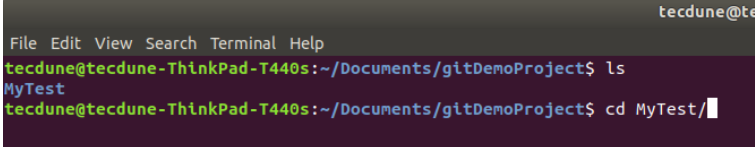 tecdune@te
File Edit View Search Terminal Help
tecdune@tecdune-ThinkPad-T440s:~/Documents/gitDemoProject$ ls
MyTest
tecdune@tecdune-ThinkPad-T440s:~/Documents/gitDemoProject$ cd MyTest/